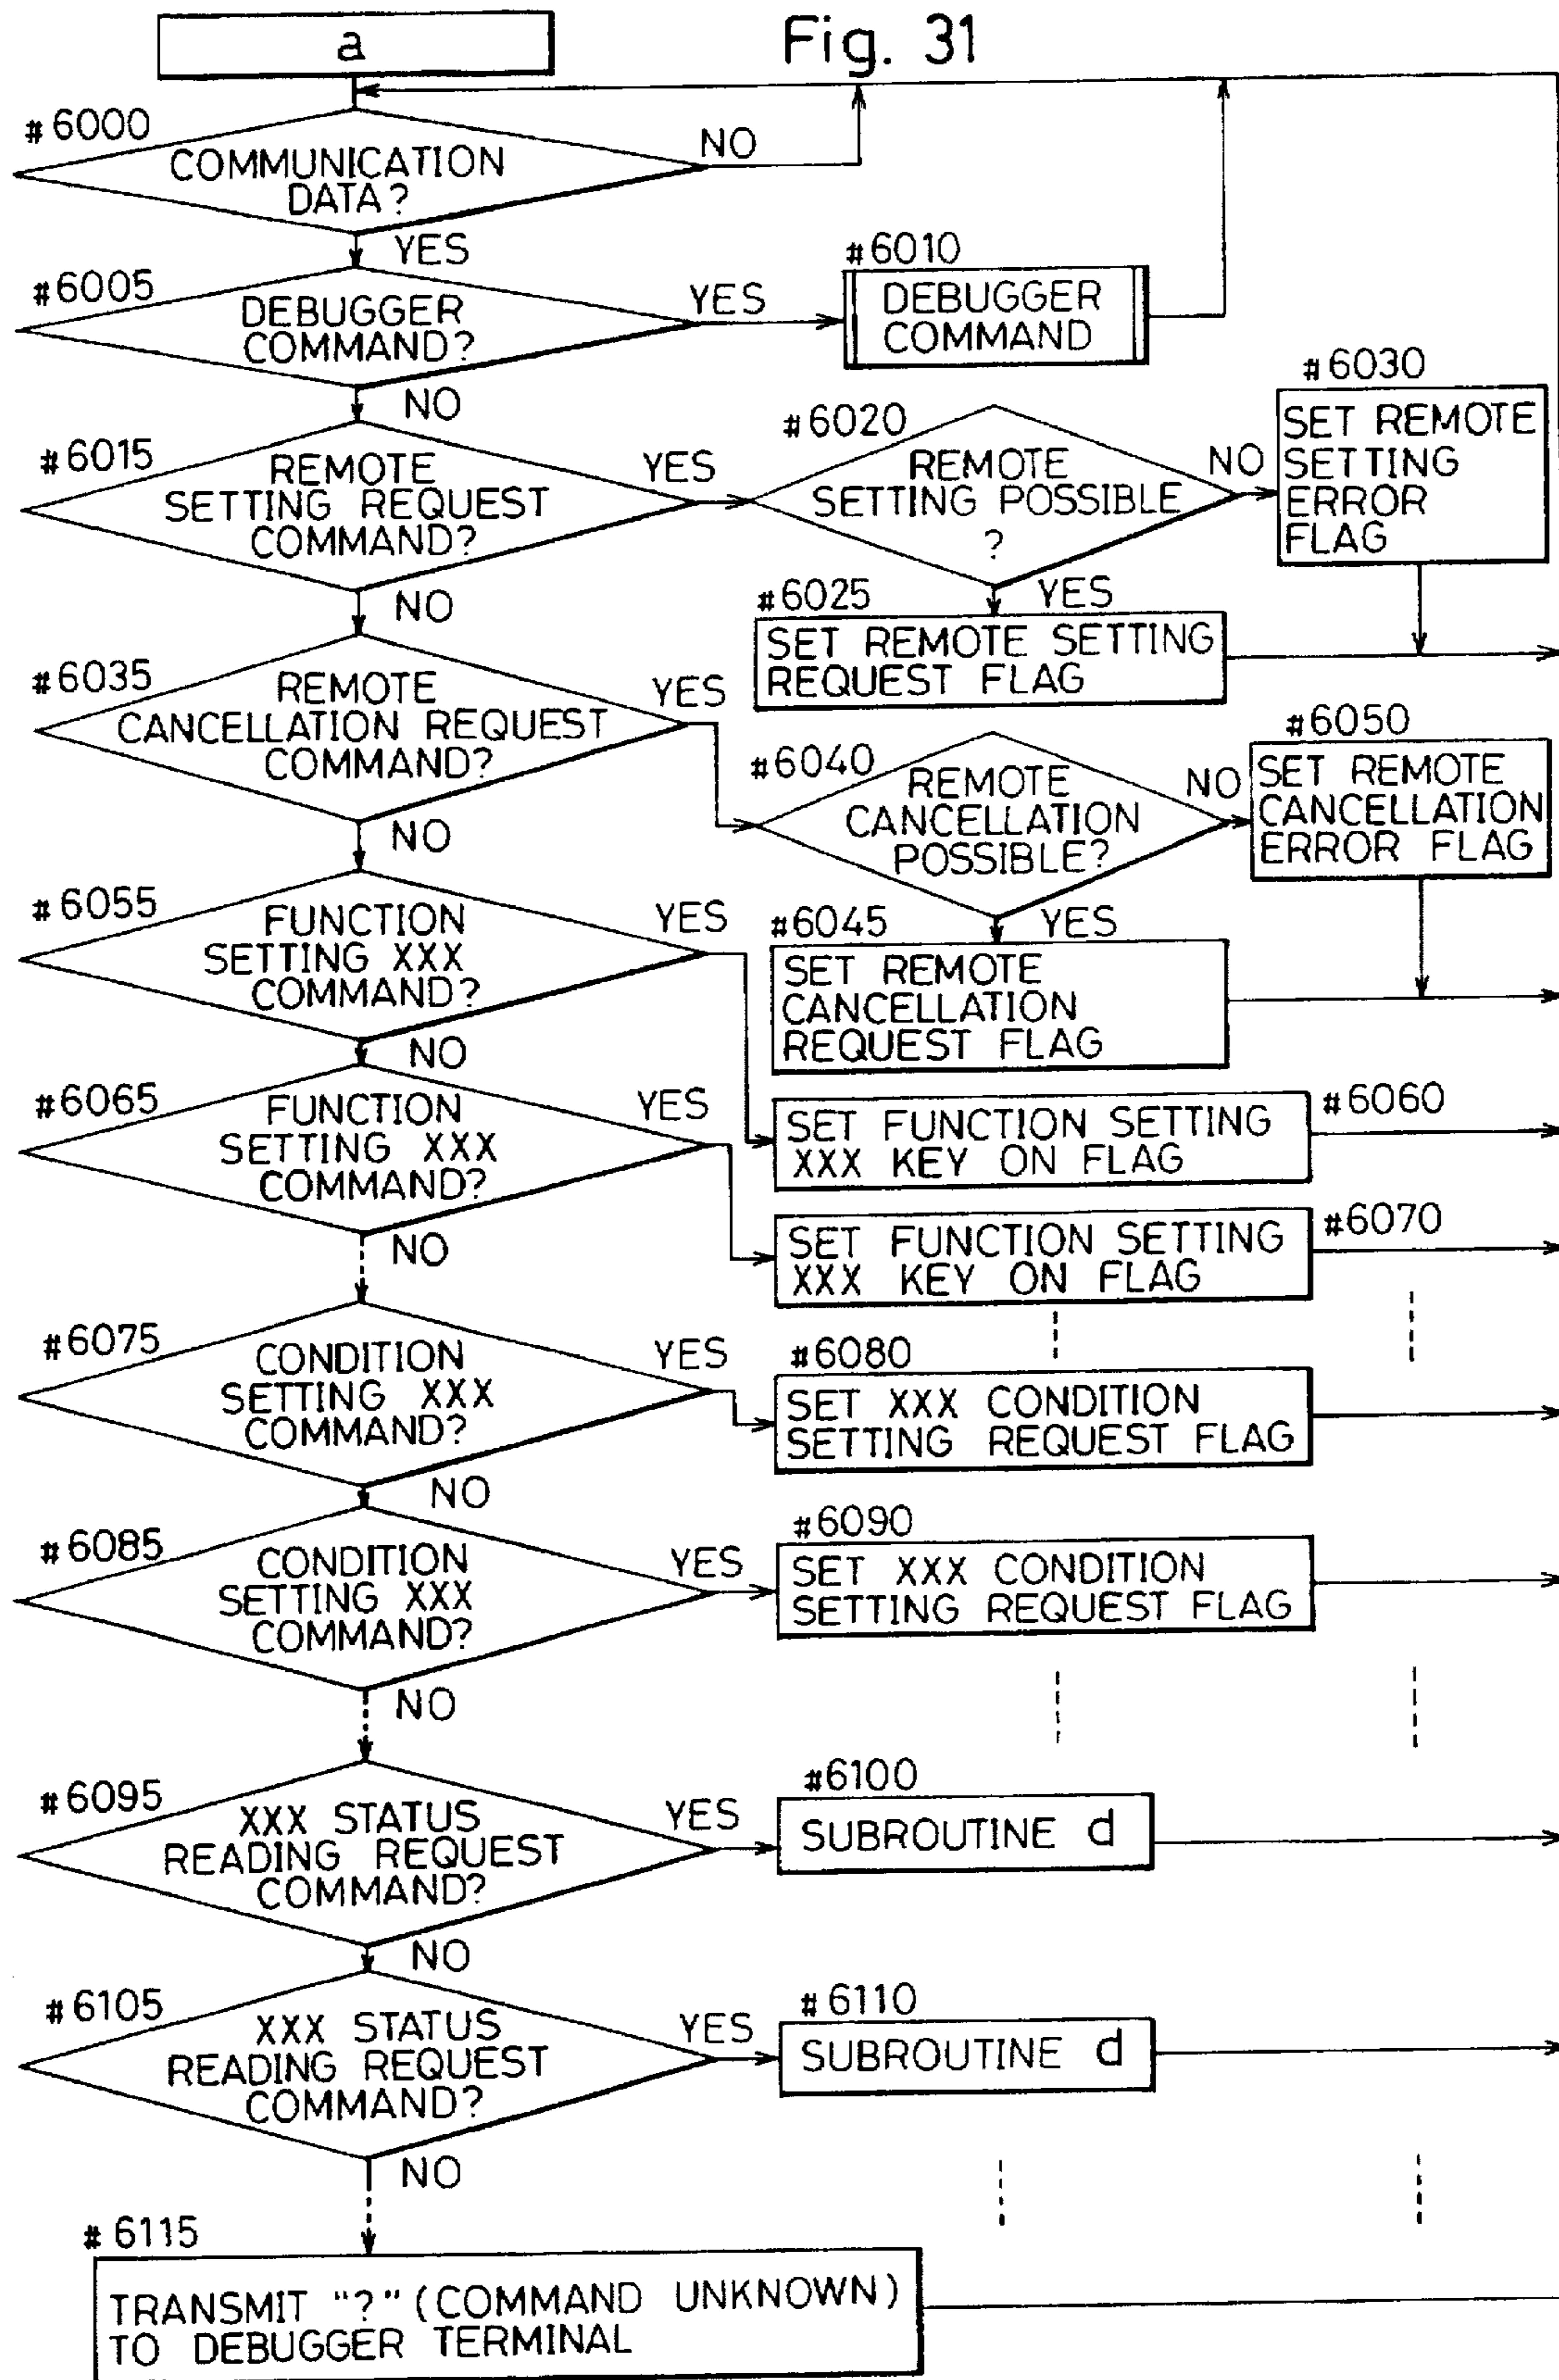 Fig. 31
a
#6000
COMMUNICATION
DATA?
NO
YES
#6005
DEBUGGER
COMMAND?
YES
#6010
DEBUGGER
COMMAND
NO
#6015
REMOTE
SETTING REQUEST
COMMAND?
YES
#6020
REMOTE
SETTING POSSIBLE
?
NO
#6030
SET REMOTE
SETTING
ERROR
FLAG
YES
#6025
SET REMOTE SETTING
REQUEST FLAG
NO
#6035
REMOTE
CANCELLATION REQUEST
COMMAND?
YES
#6040
REMOTE
CANCELLATION
POSSIBLE?
NO
#6050
SET REMOTE
CANCELLATION
ERROR FLAG
YES
#6045
SET REMOTE
CANCELLATION
REQUEST FLAG
NO
#6055
FUNCTION
SETTING XXX
COMMAND?
YES
#6060
SET FUNCTION SETTING
XXX KEY ON FLAG
NO
#6065
FUNCTION
SETTING XXX
COMMAND?
YES
#6070
SET FUNCTION SETTING
XXX KEY ON FLAG
NO
#6075
CONDITION
SETTING XXX
COMMAND?
YES
#6080
SET XXX CONDITION
SETTING REQUEST FLAG
NO
#6085
CONDITION
SETTING XXX
COMMAND?
YES
#6090
SET XXX CONDITION
SETTING REQUEST FLAG
NO
#6095
XXX STATUS
READING REQUEST
COMMAND?
YES
#6100
SUBROUTINE d
NO
#6105
XXX STATUS
READING REQUEST
COMMAND?
YES
#6110
SUBROUTINE d
NO
#6115
TRANSMIT "?" (COMMAND UNKNOWN)
TO DEBUGGER TERMINAL